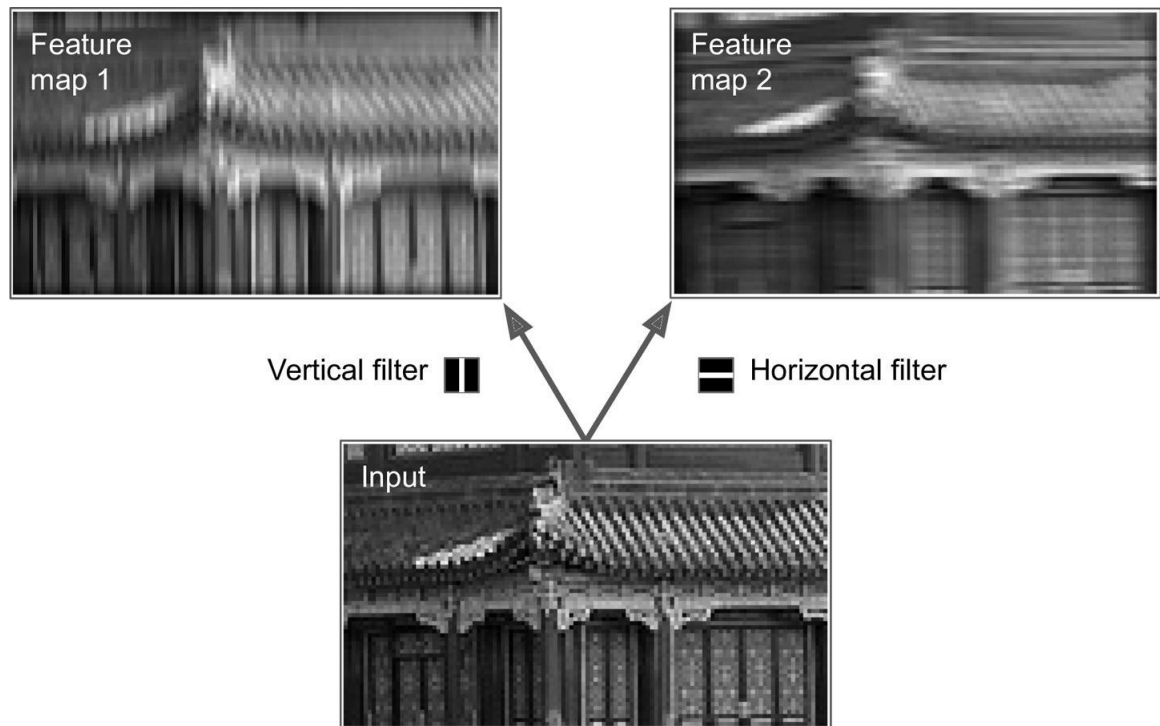 Feature
map 1
Feature
map 2
Vertical filter
Horizontal filter
Input